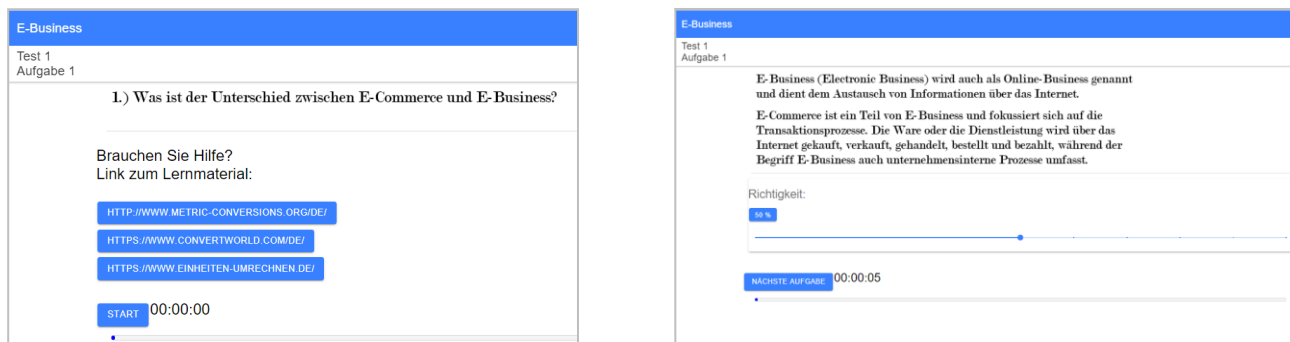 E-Business
Test 1
Aufgabe 1
1.) Was ist der Unterschied zwischen E-Commerce und E-Business?
Brauchen Sie Hilfe?
Link zum Lernmaterial:
HTTP://WWW.METRIC-CONVERSIONS.ORG/DE/
HTTPS://WWW.CONVERTWORLD.COM/DE/
HTTPS://WWW.EINHEITEN-UMRECHNEN.DE/
START 00:00:00
E-Business
Test 1
Aufgabe 1
E-Business (Electronic Business) wird auch als Online-Business genannt
und dient dem Austausch von Informationen über das Internet.
E-Commerce ist ein Teil von E-Business und fokussiert sich auf die
Transaktionsprozesse. Die Ware oder die Dienstleistung wird über das
Internet gekauft, verkauft, gehandelt, bestellt und bezahlt, während der
Begriff E-Business auch unternehmensinterne Prozesse umfasst.
Richtigkeit:
50 %
NÄCHSTE AUFGABE 00:00:05